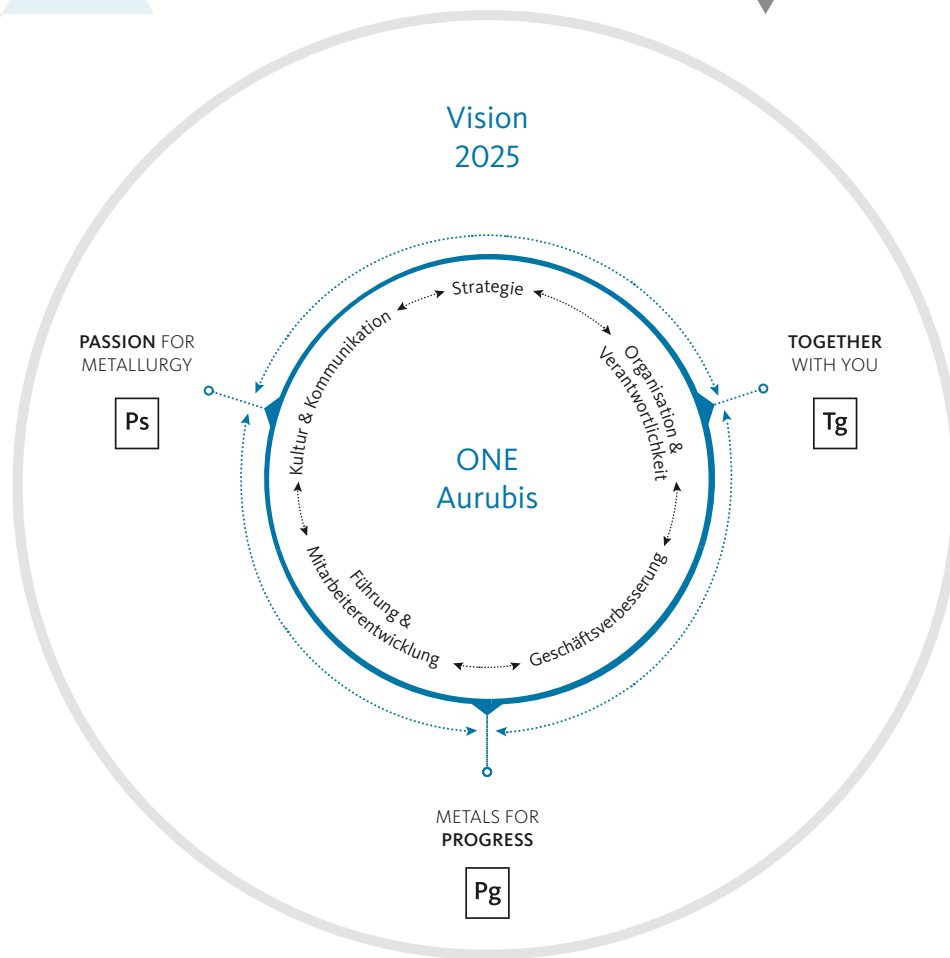 Vision
2025
Strategie
Kultur & Kommunikation
Organisation &
Verantwortlichkeit
PASSION FOR
METALLURGY
Ps
TOGETHER
WITH YOU
Tg
ONE
Aurubis
Führung &
Mitarbeiterentwicklung
Geschäftsverbesserung
METALS FOR
PROGRESS
Pg